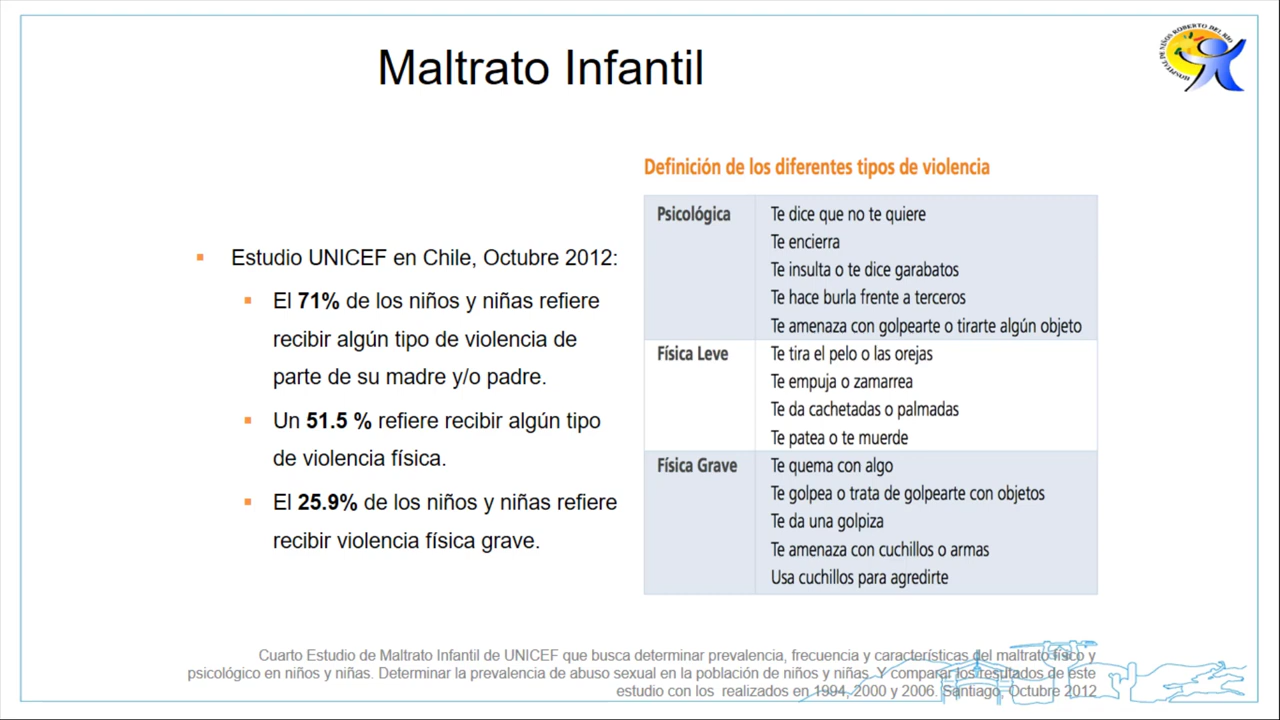 Maltrato Infantil
HOSPITAL DE NIÑOS ROBERTO DEL RÍO
▪ Estudio UNICEF en Chile, Octubre 2012:
▪ El 71% de los niños y niñas refiere
recibir algún tipo de violencia de
parte de su madre y/o padre.
▪ Un 51.5 % refiere recibir algún tipo
de violencia física.
▪ El 25.9% de los niños y niñas refiere
recibir violencia física grave.
Definición de los diferentes tipos de violencia
Psicológica Te dice que no te quiere
Te encierra
Te insulta o te dice garabatos
Te hace burla frente a terceros
Te amenaza con golpearte o tirarte algún objeto
Física Leve Te tira el pelo o las orejas
Te empuja o zamarrea
Te da cachetadas o palmadas
Te patea o te muerde
Física Grave Te quema con algo
Te golpea o trata de golpearte con objetos
Te da una golpiza
Te amenaza con cuchillos o armas
Usa cuchillos para agredirte
Cuarto Estudio de Maltrato Infantil de UNICEF que busca determinar prevalencia, frecuencia y características del maltrato físico y
psicológico en niños y niñas. Determinar la prevalencia de abuso sexual en la población de niños y niñas. Y comparar los resultados de este
estudio con los realizados en 1994, 2000 y 2006. Santiago, Octubre 2012